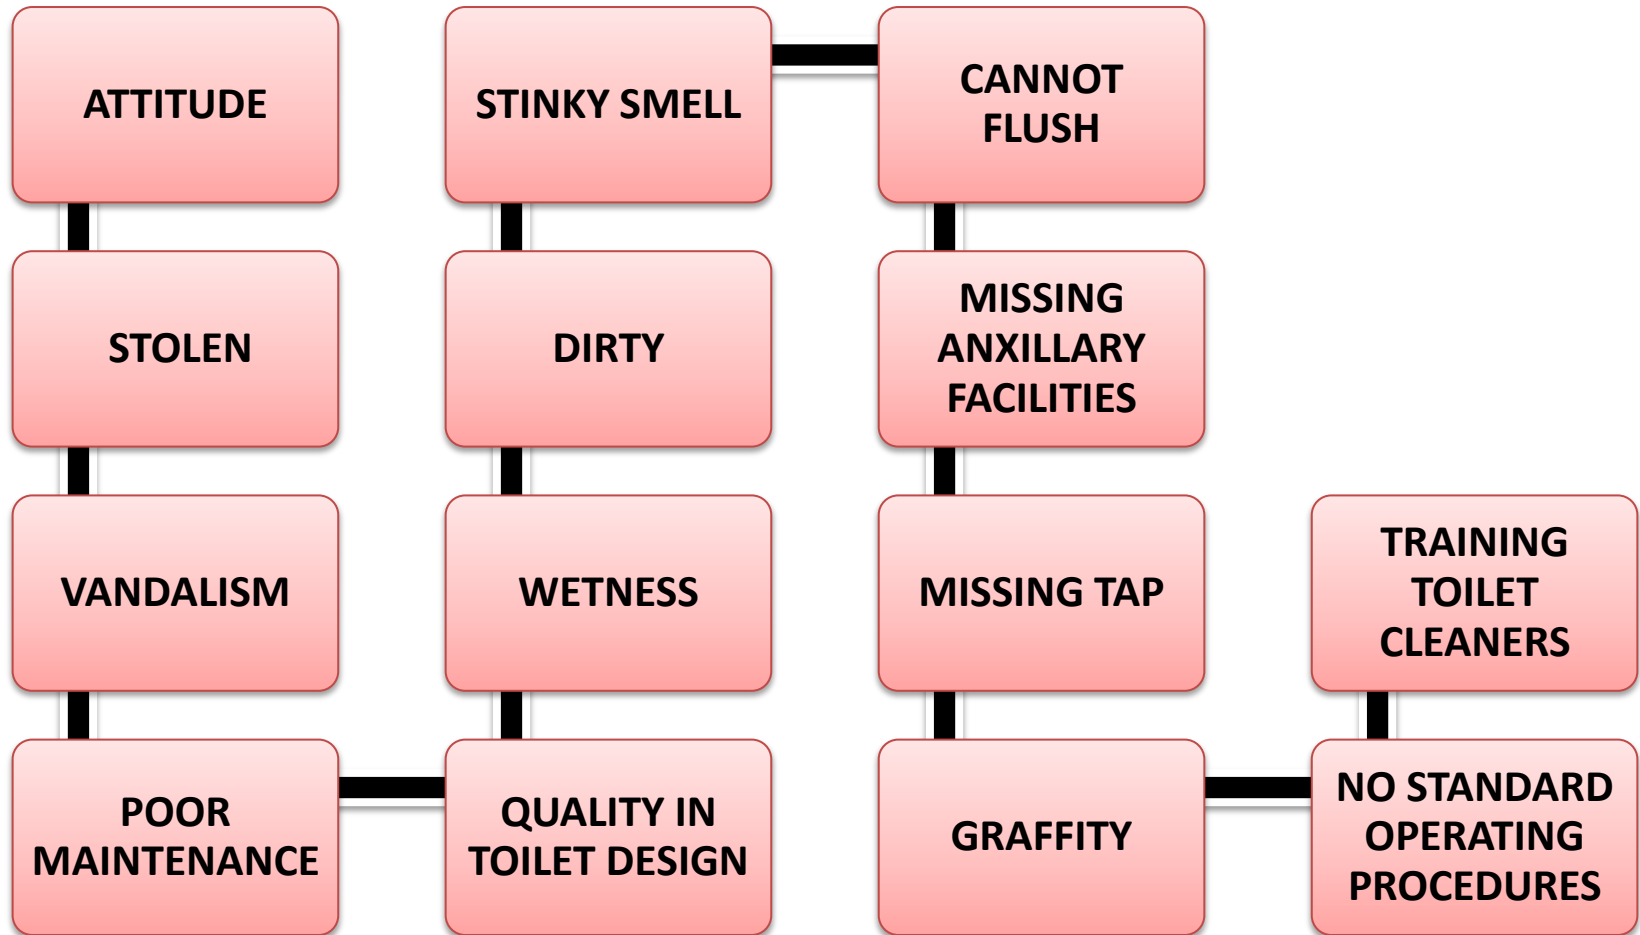 ATTITUDE
STOLEN
VANDALISM
POOR
MAINTENANCE
QUALITY IN
TOILET DESIGN
WETNESS
DIRTY
STINKY SMELL
CANNOT
FLUSH
MISSING
ANXILLARY
FACILITIES
MISSING TAP
GRAFFITY
NO STANDARD
OPERATING
PROCEDURES
TRAINING
TOILET
CLEANERS